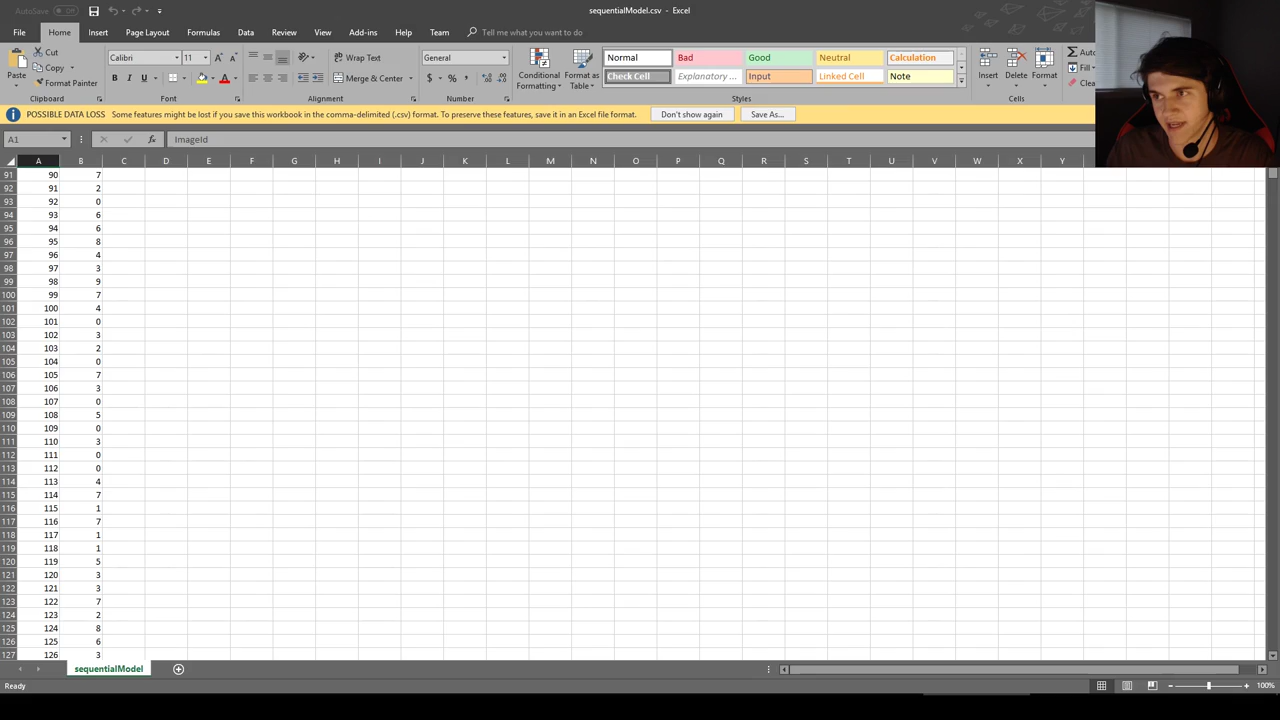 AutoSave Off sequentialModel.csv - Excel
File Home Insert Page Layout Formulas Data Review View Add-ins Help Team Tell me what you want to do
Paste Cut Calibri 11 Wrap Text General Conditional Formatting Format as Table Normal Bad Good Neutral Calculation Insert Delete Format
Copy Merge & Center Check Cell Explanatory ... Input Linked Cell Note Fill
Format Painter Clear
Clipboard Font Alignment Number Styles Cells
POSSIBLE DATA LOSS Some features might be lost if you save this workbook in the comma-delimited (.csv) format. To preserve these features, save it in an Excel file format. Don't show again Save As...
A1 fx ImageId
A B C D E F G H I J K L M N O P Q R S T U V W X Y
91 90 7
92 91 2
93 92 0
94 93 6
95 94 6
96 95 8
97 96 4
98 97 3
99 98 9
100 99 7
101 100 4
102 101 0
103 102 3
104 103 2
105 104 0
106 105 7
107 106 3
108 107 0
109 108 5
110 109 0
111 110 3
112 111 0
113 112 0
114 113 4
115 114 7
116 115 1
117 116 7
118 117 1
119 118 1
120 119 5
121 120 3
122 121 3
123 122 7
124 123 2
125 124 8
126 125 6
127 126 3
sequentialModel
Ready 100%